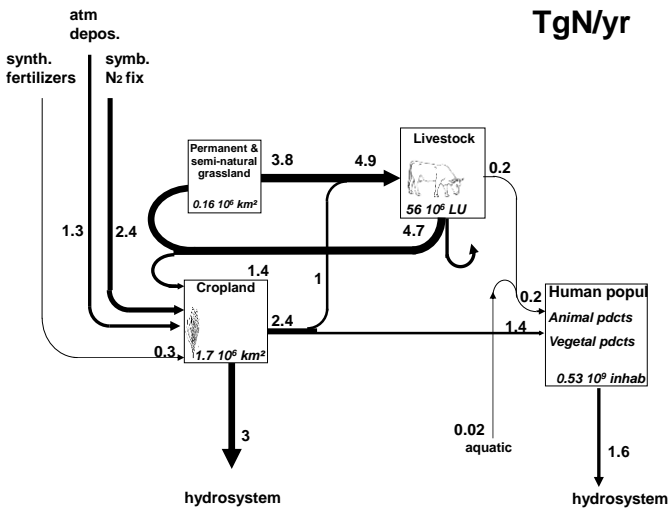 TgN/yr
atm
depos.
synth.
fertilizers
symb.
N2 fix
Permanent &
semi-natural
grassland
0.16 10⁶ km²
3.8
4.9
Livestock
56 10⁶ LU
0.2
4.7
1.3
2.4
1.4
1
Cropland
1.7 10⁶ km²
2.4
0.3
0.2
Human popul
Animal pdcts
1.4
Vegetal pdcts
0.53 10⁹ inhab
0.02
aquatic
3
1.6
hydrosystem
hydrosystem